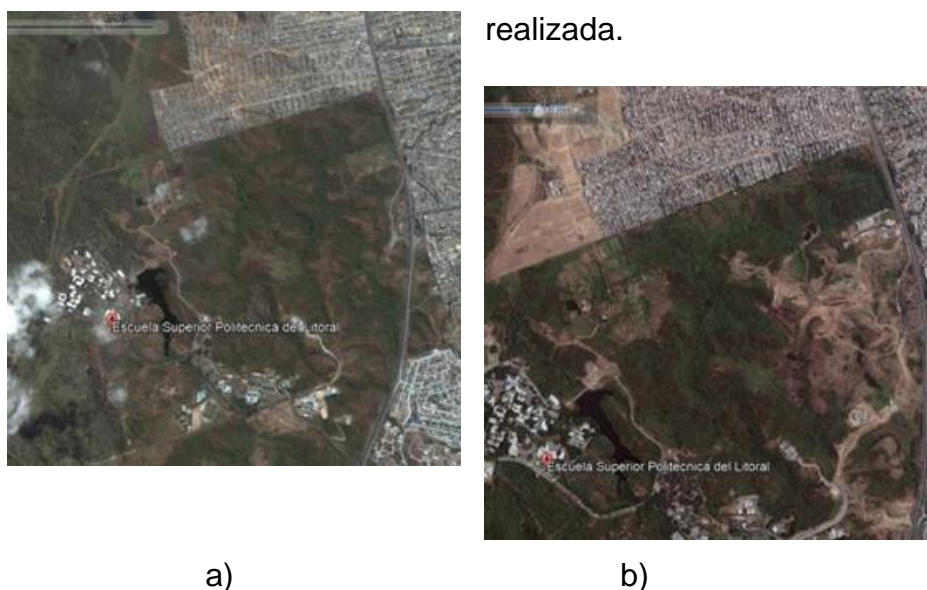 realizada.
Escuela Superior Politecnica del Litoral
Escuela Superior Politecnica del Litoral
a)
b)